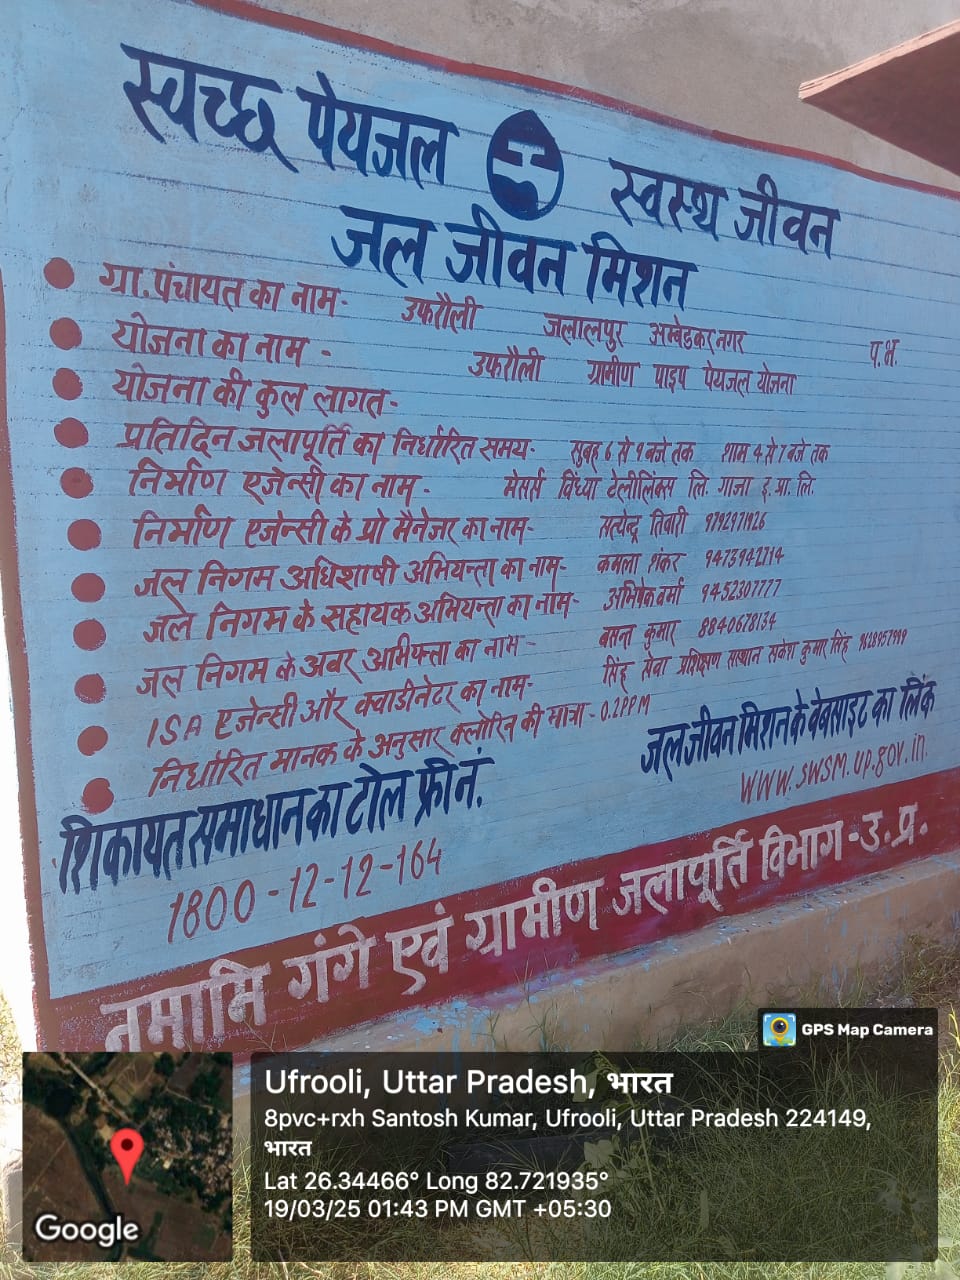 स्वच्छ पेयजल स्वस्थ जीवन
जल जीवन मिशन
ग्रा. पंचायत का नाम- उफरौली जलालपुर अम्बेडकर नगर
योजना का नाम - उफरौली ग्रामीण पाइप पेयजल योजना
योजना की कुल लागत-
प्रतिदिन जलापूर्ति का निर्धारित समय- सुबह 6 से 9 बजे तक शाम 4 से 7 बजे तक
निर्माण एजेन्सी का नाम- मेसर्स विंध्या टेलीलिंक्स लि. गाजा इ. प्रा. लि.
निर्माण एजेन्सी के प्रो मैनेजर का नाम- सत्येन्द्र तिवारी 9792971926
जल निगम अधिशाषी अभियन्ता का नाम- कमला शंकर 9473942714
जल निगम के सहायक अभियन्ता का नाम- अभिषेक वर्मा 9452307777
जल निगम के अवर अभियन्ता का नाम- बसन्त कुमार 8840678134
ISA एजेन्सी और क्वाडीनेटर का नाम- सिंह सेवा प्रशिक्षण संस्थान कुमार सिंह
निर्धारित मानक के अनुसार क्लोरिन की मात्रा- 0.2PPM
शिकायत समाधान का टोल फ्री नं.
1800-12-12-164
जल जीवन मिशन के वेबसाइट का लिंक
www.swsm.up.gov.in.
नमामि गंगे एवं ग्रामीण जलापूर्ति विभाग-उ.प्र.
GPS Map Camera
Ufrooli, Uttar Pradesh, भारत
8pvc+rxh Santosh Kumar, Ufrooli, Uttar Pradesh 224149,
भारत
Lat 26.34466° Long 82.721935°
19/03/25 01:43 PM GMT +05:30
Google